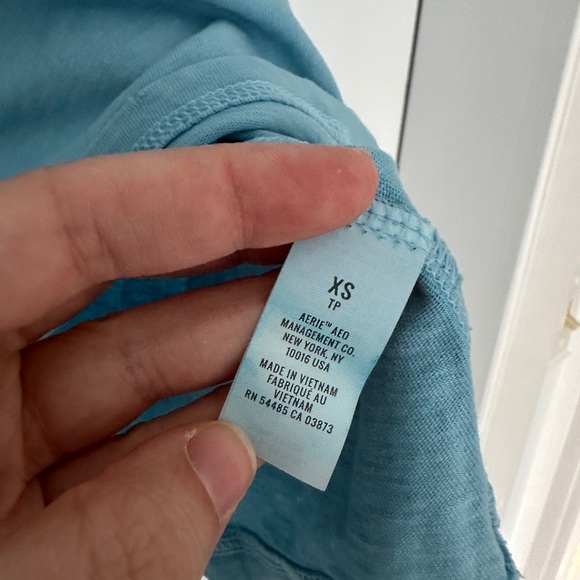 XS
TP
AERIE™ AEO
MANAGEMENT CO.
NEW YORK, NY
10016 USA
MADE IN VIETNAM
FABRIQUÉ AU
VIETNAM
RN 54485 CA 03873